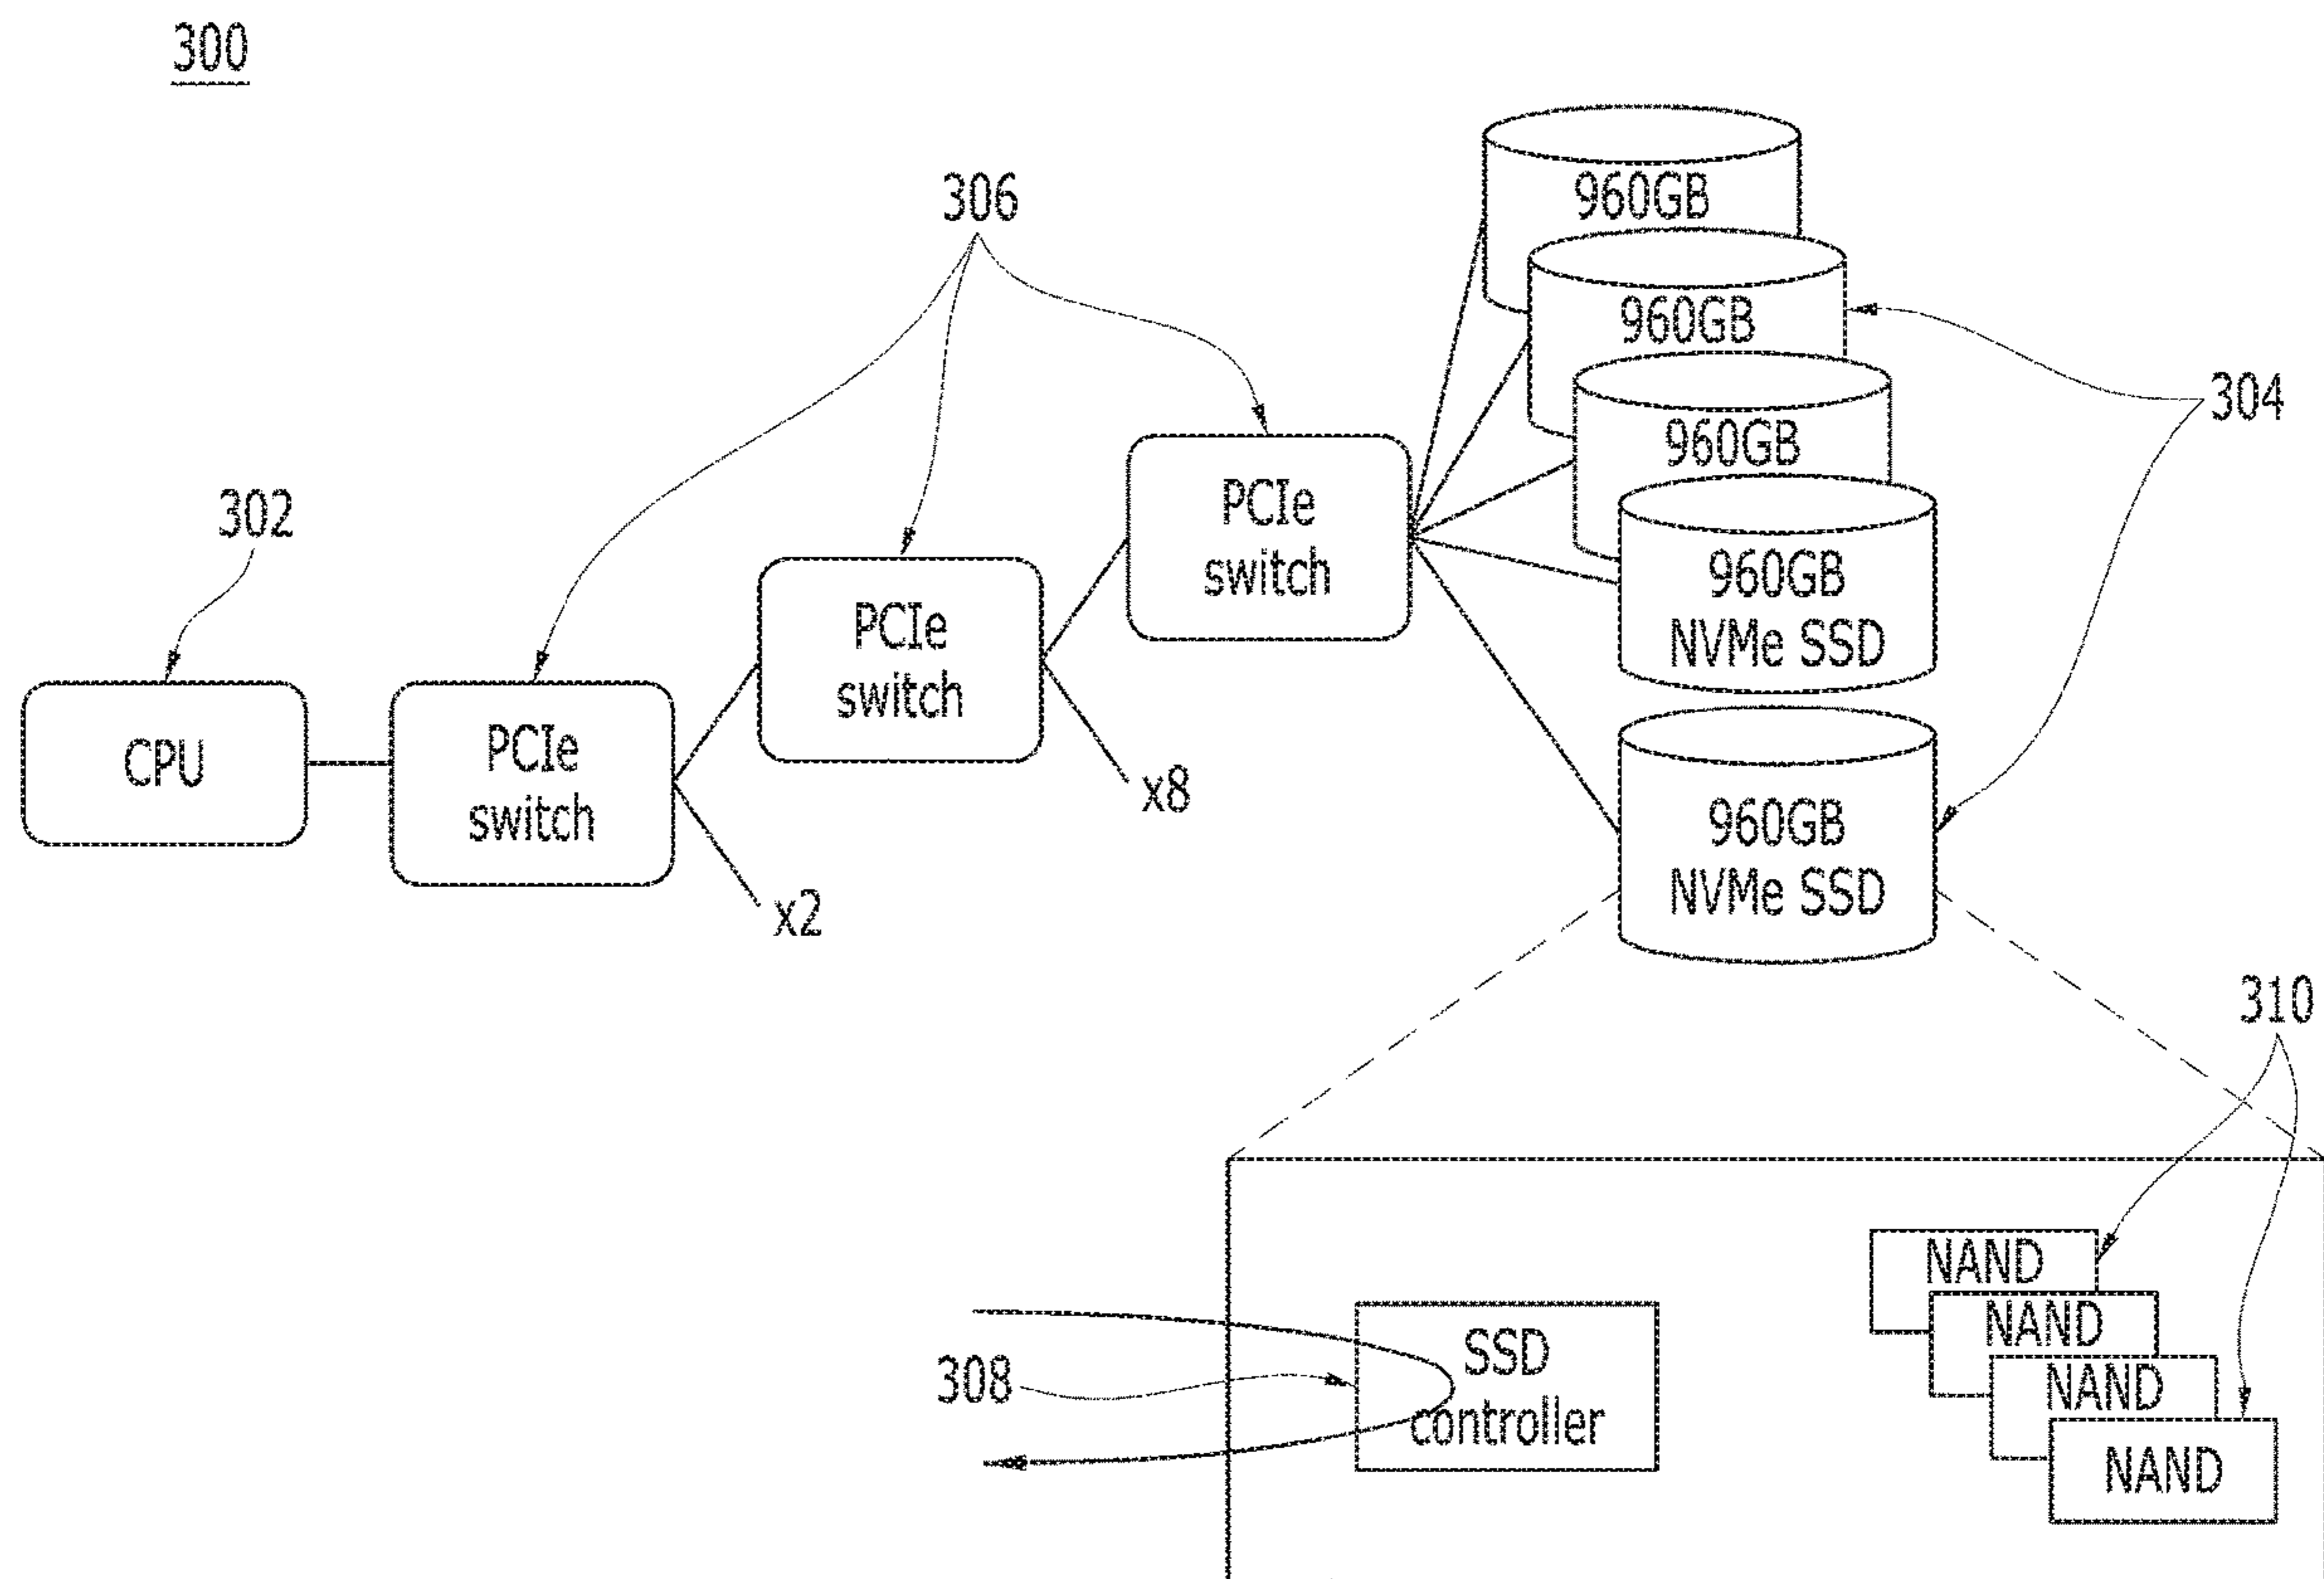 300
306
960GB
960GB
304
960GB
302
PCIe
switch
960GB
NVMe SSD
PCIe
switch
CPU
PCIe
switch
x8
x2
960GB
NVMe SSD
310
NAND
NAND
NAND
NAND
308
SSD
controller